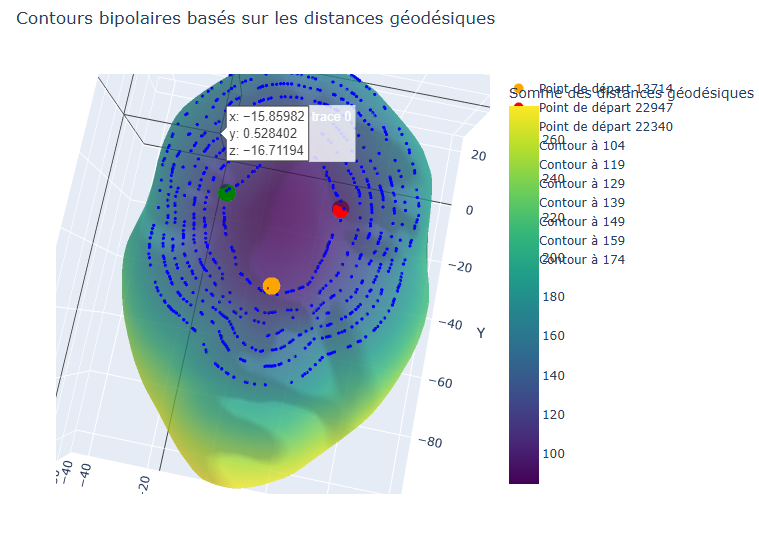 Contours bipolaires basés sur les distances géodésiques
Point de départ 13714
Somme des distances géodésiques
Point de départ 22947
Point de départ 22340
Contour à 104
Contour à 119
Contour à 129
Contour à 139
Contour à 149
Contour à 159
Contour à 174
260
240
220
200
180
160
140
120
100
x: −15.85982
y: 0.528402
z: −16.71194
trace 0
20
0
−20
−40
Y
−60
−80
−40
−40
−20